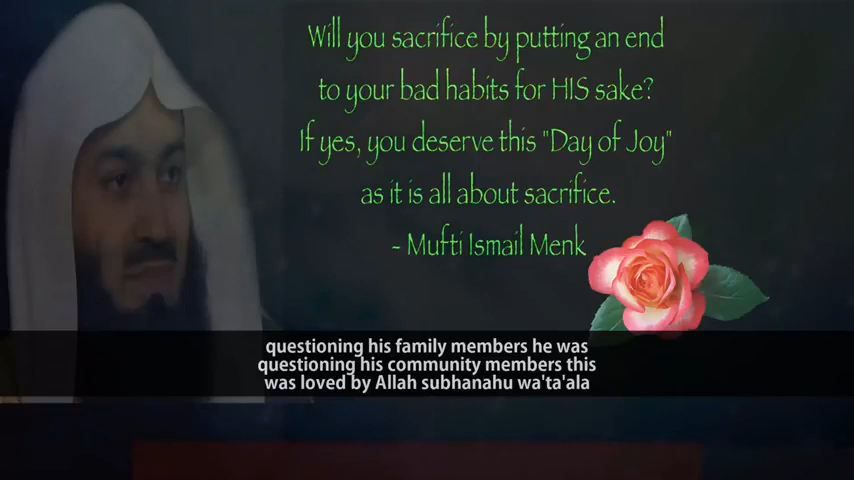 Will you sacrifice by putting an end
to your bad habits for HIS sake?
If yes, you deserve this "Day of Joy"
as it is all about sacrifice.
- Mufti Ismail Menk
questioning his family members he was
questioning his community members this
was loved by Allah subhanahu wa'ta'ala